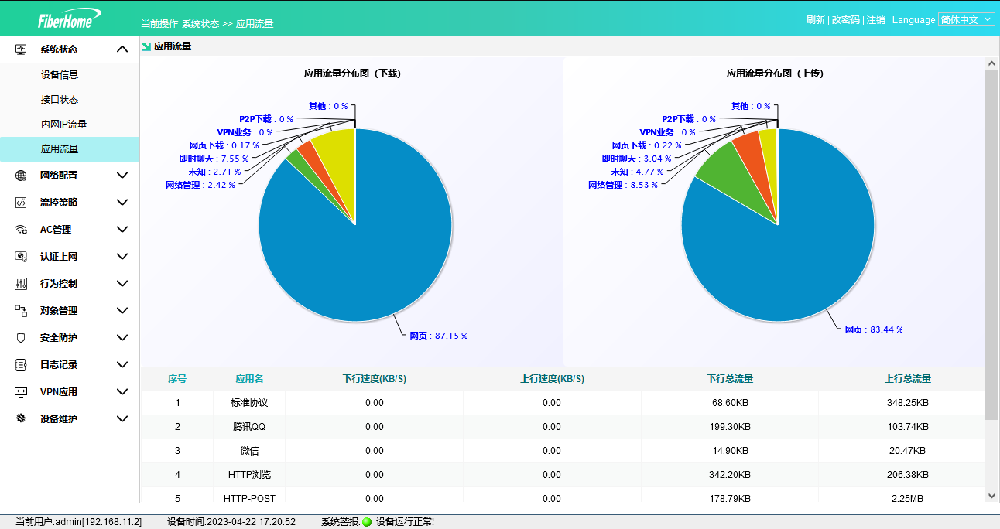 FiberHome
当前操作 系统状态 >> 应用流量
刷新 | 改密码 | 注销 | Language 简体中文
系统状态
设备信息
接口状态
内网IP流量
应用流量
网络配置
流控策略
AC管理
认证上网
行为控制
对象管理
安全防护
日志记录
VPN应用
设备维护
应用流量
应用流量分布图（下载）
其他 : 0 %
P2P下载 : 0 %
VPN业务 : 0 %
网页下载 : 0.17 %
即时聊天 : 7.55 %
未知 : 2.71 %
网络管理 : 2.42 %
网页 : 87.15 %
应用流量分布图（上传）
其他 : 0 %
P2P下载 : 0 %
VPN业务 : 0 %
网页下载 : 0.22 %
即时聊天 : 3.04 %
未知 : 4.77 %
网络管理 : 8.53 %
网页 : 83.44 %
序号 应用名 下行速度(KB/S) 上行速度(KB/S) 下行总流量 上行总流量
1 标准协议 0.00 0.00 68.60KB 348.25KB
2 腾讯QQ 0.00 0.00 199.30KB 103.74KB
3 微信 0.00 0.00 14.90KB 20.47KB
4 HTTP浏览 0.00 0.00 342.20KB 206.38KB
5 HTTP-POST 0.00 0.00 178.79KB 2.25MB
当前用户:admin[192.168.11.2] 设备时间:2023-04-22 17:20:52 系统警报: 设备运行正常!